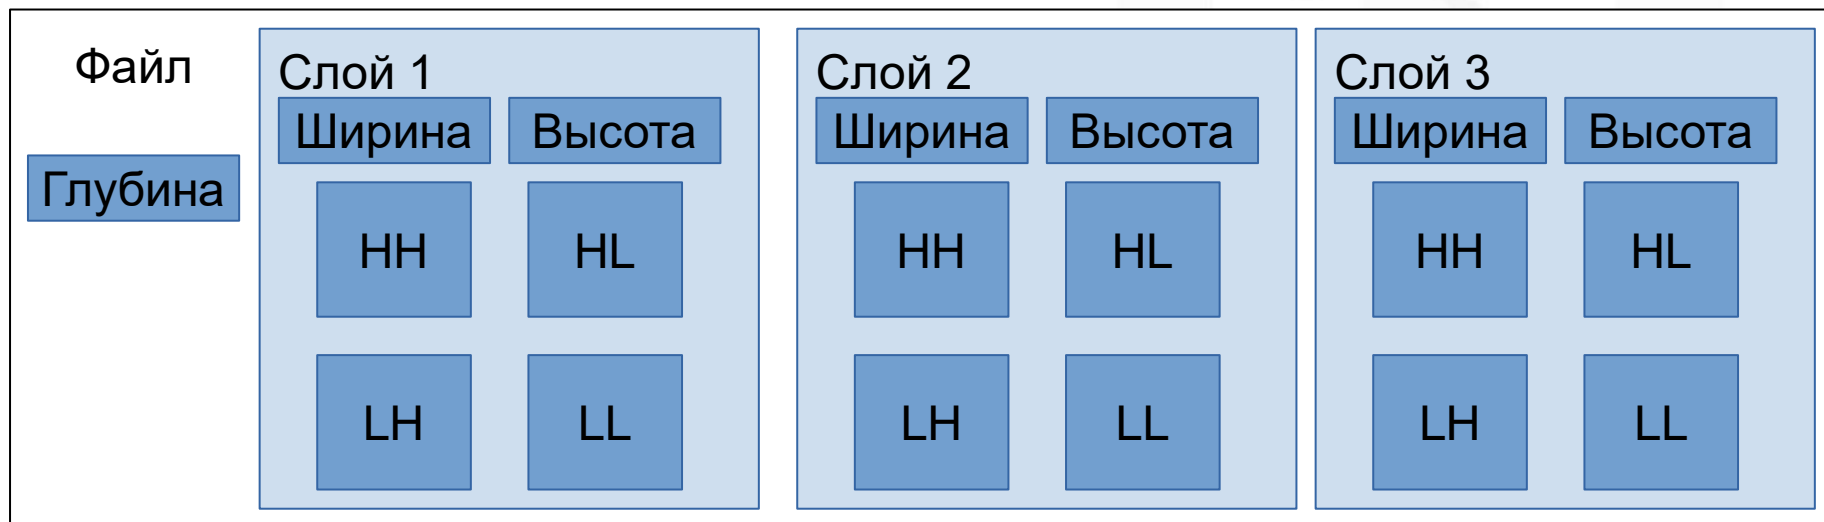 Файл
Глубина
Слой 1
Ширина Высота
HH HL
LH LL
Слой 2
Ширина Высота
HH HL
LH LL
Слой 3
Ширина Высота
HH HL
LH LL